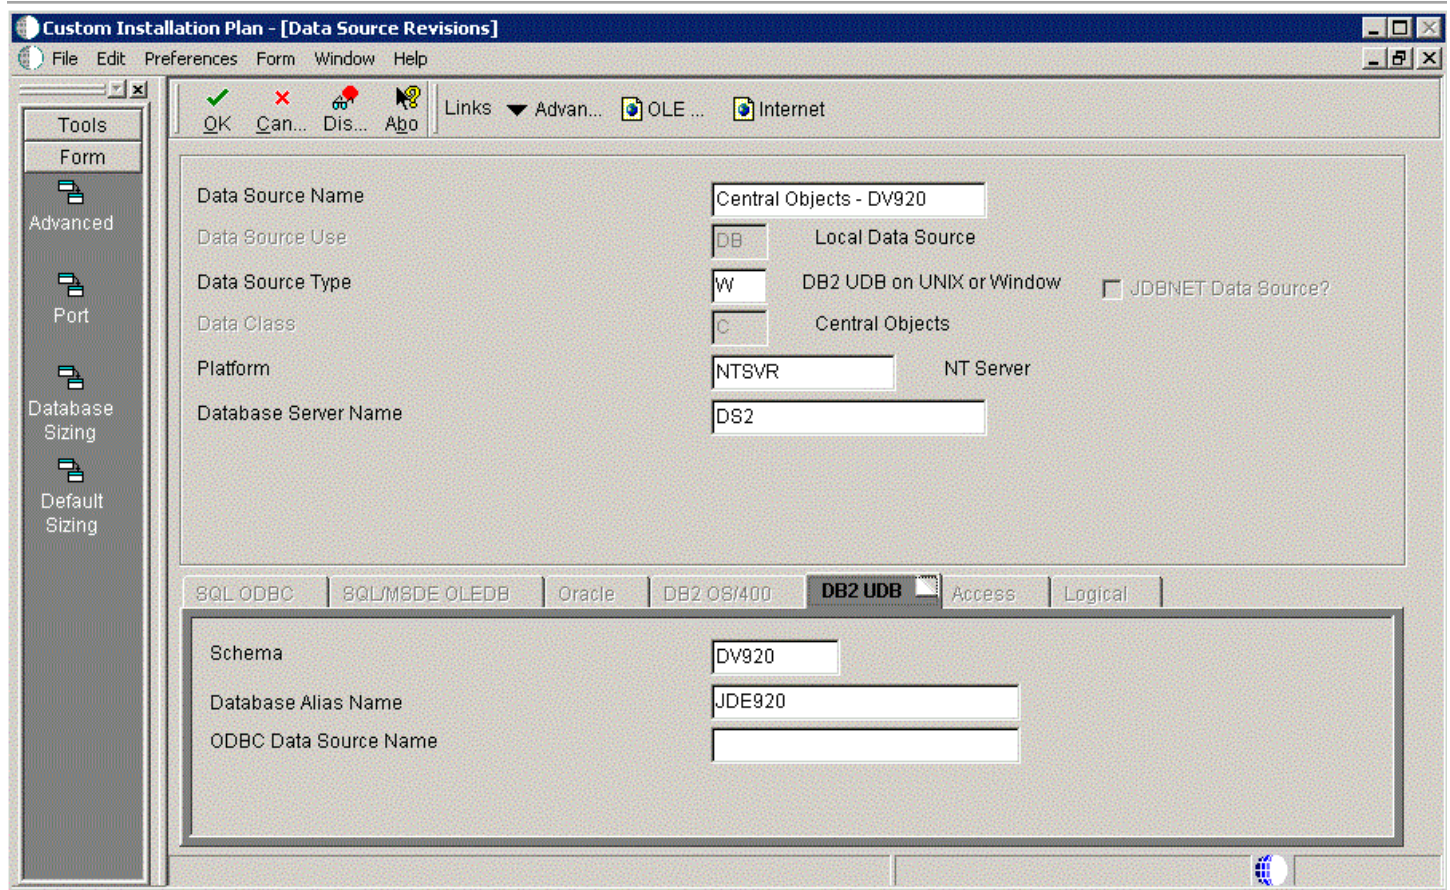 Custom Installation Plan - [Data Source Revisions]
File Edit Preferences Form Window Help
Tools
Form
Advanced
Port
Database
Sizing
Default
Sizing
OK Can... Dis... Abo Links Advan... OLE ... Internet
Data Source Name Central Objects - DV920
Data Source Use DB Local Data Source
Data Source Type W DB2 UDB on UNIX or Window JDBNET Data Source?
Data Class C Central Objects
Platform NTSVR NT Server
Database Server Name DS2
SQL ODBC SQL/MSDE OLEDB Oracle DB2 OS/400 DB2 UDB Access Logical
Schema DV920
Database Alias Name JDE920
ODBC Data Source Name